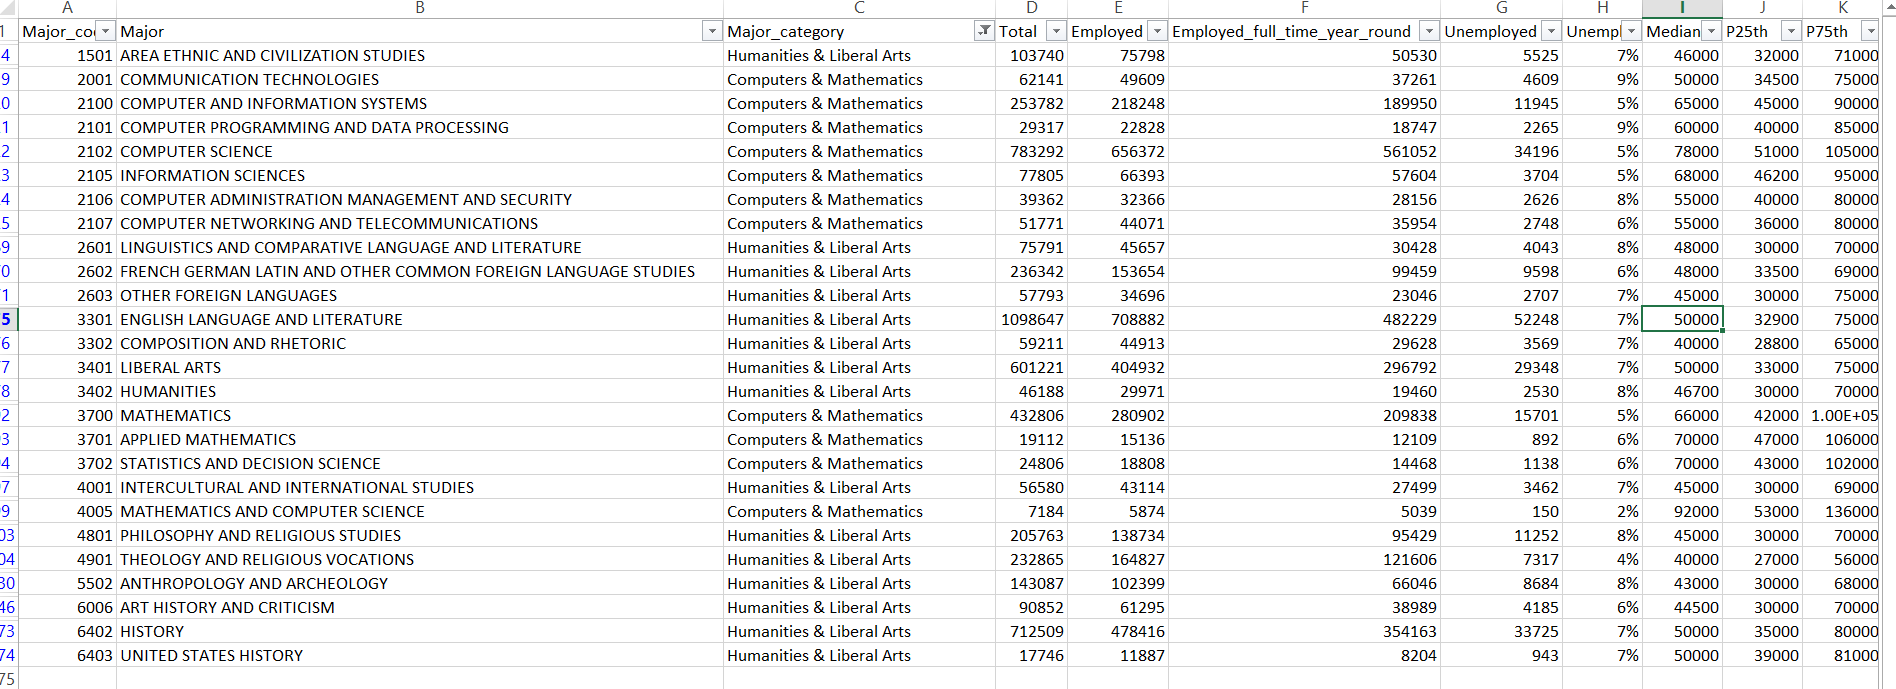 A B C D E F G H I J K
1 Major_co Major Major_category Total Employed Employed_full_time_year_round Unemployed Unempl Median P25th P75th
4 1501 AREA ETHNIC AND CIVILIZATION STUDIES Humanities & Liberal Arts 103740 75798 50530 5525 7% 46000 32000 71000
9 2001 COMMUNICATION TECHNOLOGIES Computers & Mathematics 62141 49609 37261 4609 9% 50000 34500 75000
0 2100 COMPUTER AND INFORMATION SYSTEMS Computers & Mathematics 253782 218248 189950 11945 5% 65000 45000 90000
1 2101 COMPUTER PROGRAMMING AND DATA PROCESSING Computers & Mathematics 29317 22828 18747 2265 9% 60000 40000 85000
2 2102 COMPUTER SCIENCE Computers & Mathematics 783292 656372 561052 34196 5% 78000 51000 105000
3 2105 INFORMATION SCIENCES Computers & Mathematics 77805 66393 57604 3704 5% 68000 46200 95000
4 2106 COMPUTER ADMINISTRATION MANAGEMENT AND SECURITY Computers & Mathematics 39362 32366 28156 2626 8% 55000 40000 80000
5 2107 COMPUTER NETWORKING AND TELECOMMUNICATIONS Computers & Mathematics 51771 44071 35954 2748 6% 55000 36000 80000
9 2601 LINGUISTICS AND COMPARATIVE LANGUAGE AND LITERATURE Humanities & Liberal Arts 75791 45657 30428 4043 8% 48000 30000 70000
0 2602 FRENCH GERMAN LATIN AND OTHER COMMON FOREIGN LANGUAGE STUDIES Humanities & Liberal Arts 236342 153654 99459 9598 6% 48000 33500 69000
1 2603 OTHER FOREIGN LANGUAGES Humanities & Liberal Arts 57793 34696 23046 2707 7% 45000 30000 75000
5 3301 ENGLISH LANGUAGE AND LITERATURE Humanities & Liberal Arts 1098647 708882 482229 52248 7% 50000 32900 75000
6 3302 COMPOSITION AND RHETORIC Humanities & Liberal Arts 59211 44913 29628 3569 7% 40000 28800 65000
7 3401 LIBERAL ARTS Humanities & Liberal Arts 601221 404932 296792 29348 7% 50000 33000 75000
8 3402 HUMANITIES Humanities & Liberal Arts 46188 29971 19460 2530 8% 46700 30000 70000
2 3700 MATHEMATICS Computers & Mathematics 432806 280902 209838 15701 5% 66000 42000 1.00E+05
3 3701 APPLIED MATHEMATICS Computers & Mathematics 19112 15136 12109 892 6% 70000 47000 106000
4 3702 STATISTICS AND DECISION SCIENCE Computers & Mathematics 24806 18808 14468 1138 6% 70000 43000 102000
7 4001 INTERCULTURAL AND INTERNATIONAL STUDIES Humanities & Liberal Arts 56580 43114 27499 3462 7% 45000 30000 69000
9 4005 MATHEMATICS AND COMPUTER SCIENCE Computers & Mathematics 7184 5874 5039 150 2% 92000 53000 136000
03 4801 PHILOSOPHY AND RELIGIOUS STUDIES Humanities & Liberal Arts 205763 138734 95429 11252 8% 45000 30000 70000
04 4901 THEOLOGY AND RELIGIOUS VOCATIONS Humanities & Liberal Arts 232865 164827 121606 7317 4% 40000 27000 56000
30 5502 ANTHROPOLOGY AND ARCHEOLOGY Humanities & Liberal Arts 143087 102399 66046 8684 8% 43000 30000 68000
46 6006 ART HISTORY AND CRITICISM Humanities & Liberal Arts 90852 61295 38989 4185 6% 44500 30000 70000
73 6402 HISTORY Humanities & Liberal Arts 712509 478416 354163 33725 7% 50000 35000 80000
74 6403 UNITED STATES HISTORY Humanities & Liberal Arts 17746 11887 8204 943 7% 50000 39000 81000
75